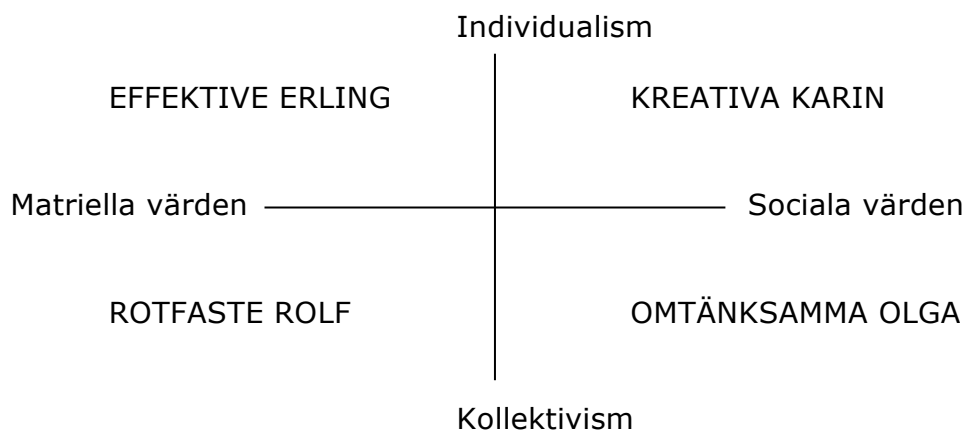 Individualism
EFFEKTIVE ERLING KREATIVA KARIN
Matriella värden Sociala värden
ROTFASTE ROLF OMTÄNKSAMMA OLGA
Kollektivism